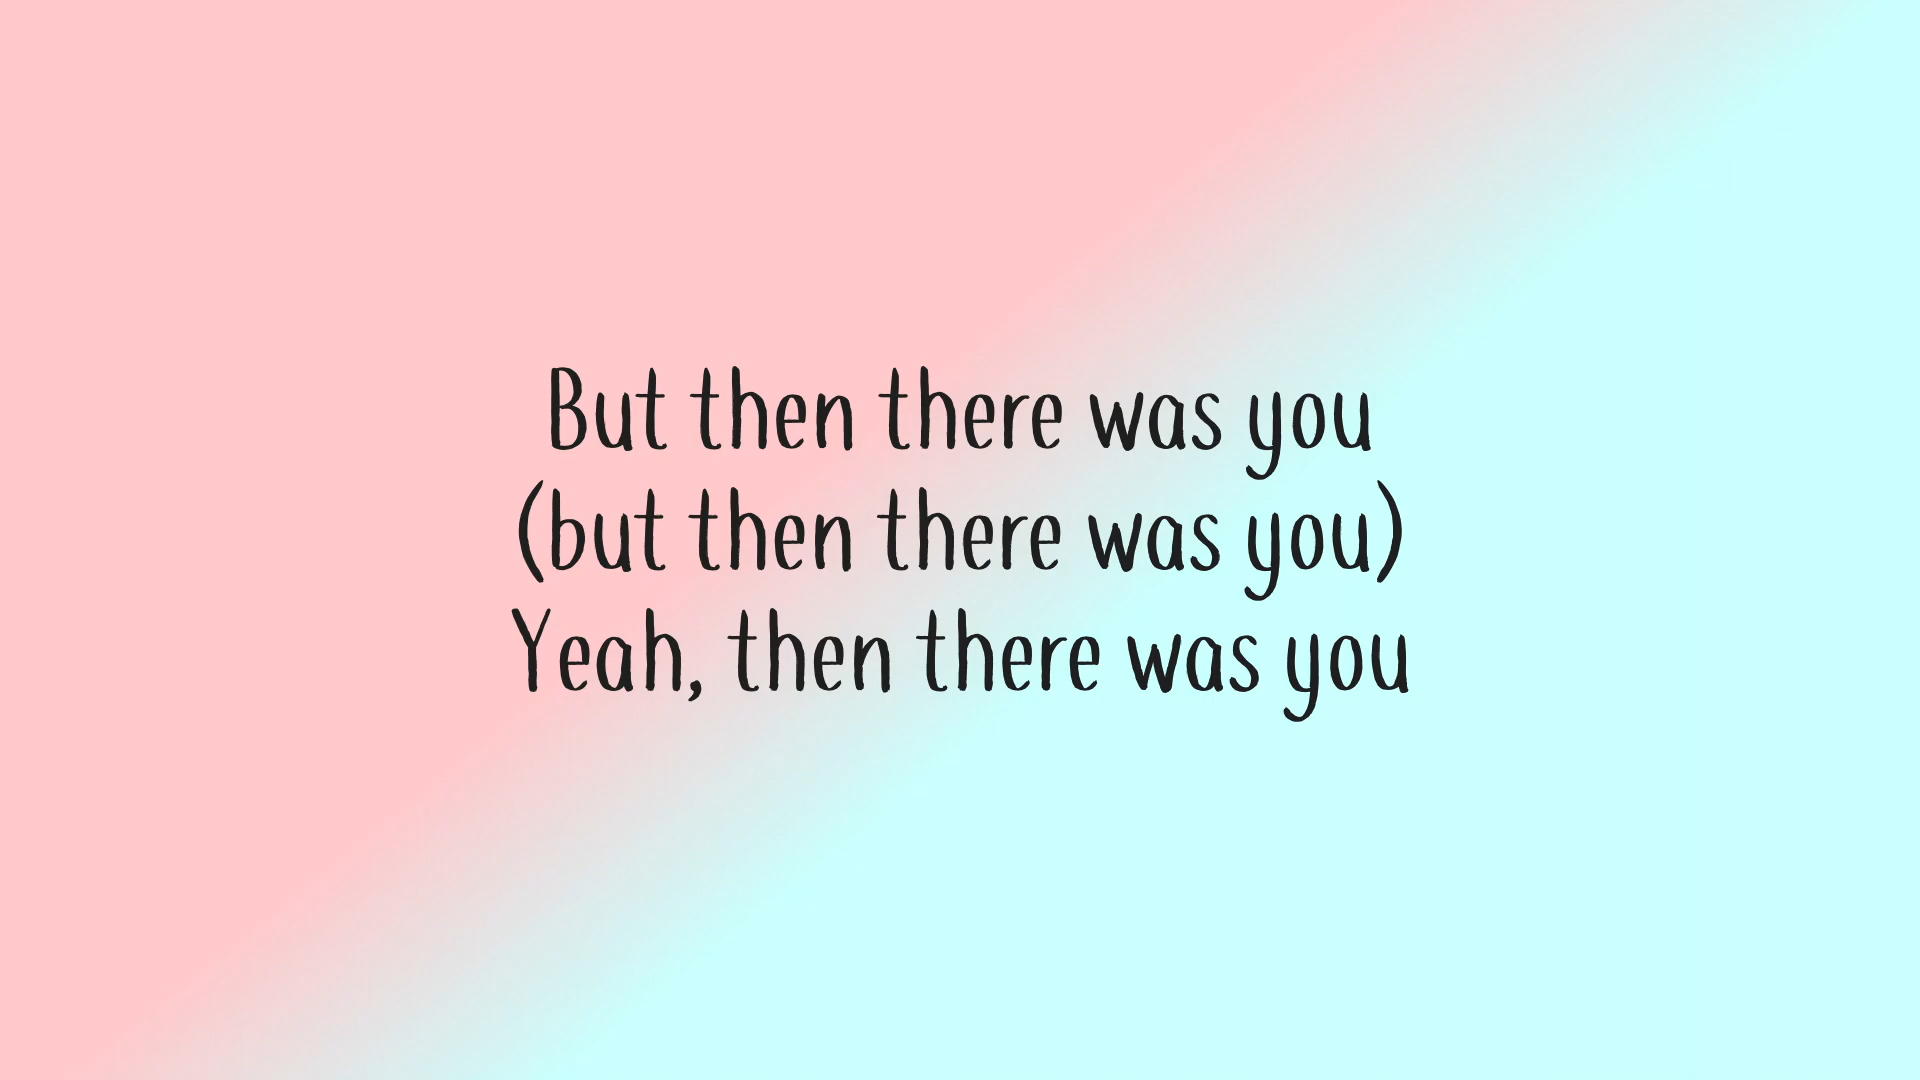 But then there was you
(but then there was you)
Yeah, then there was you